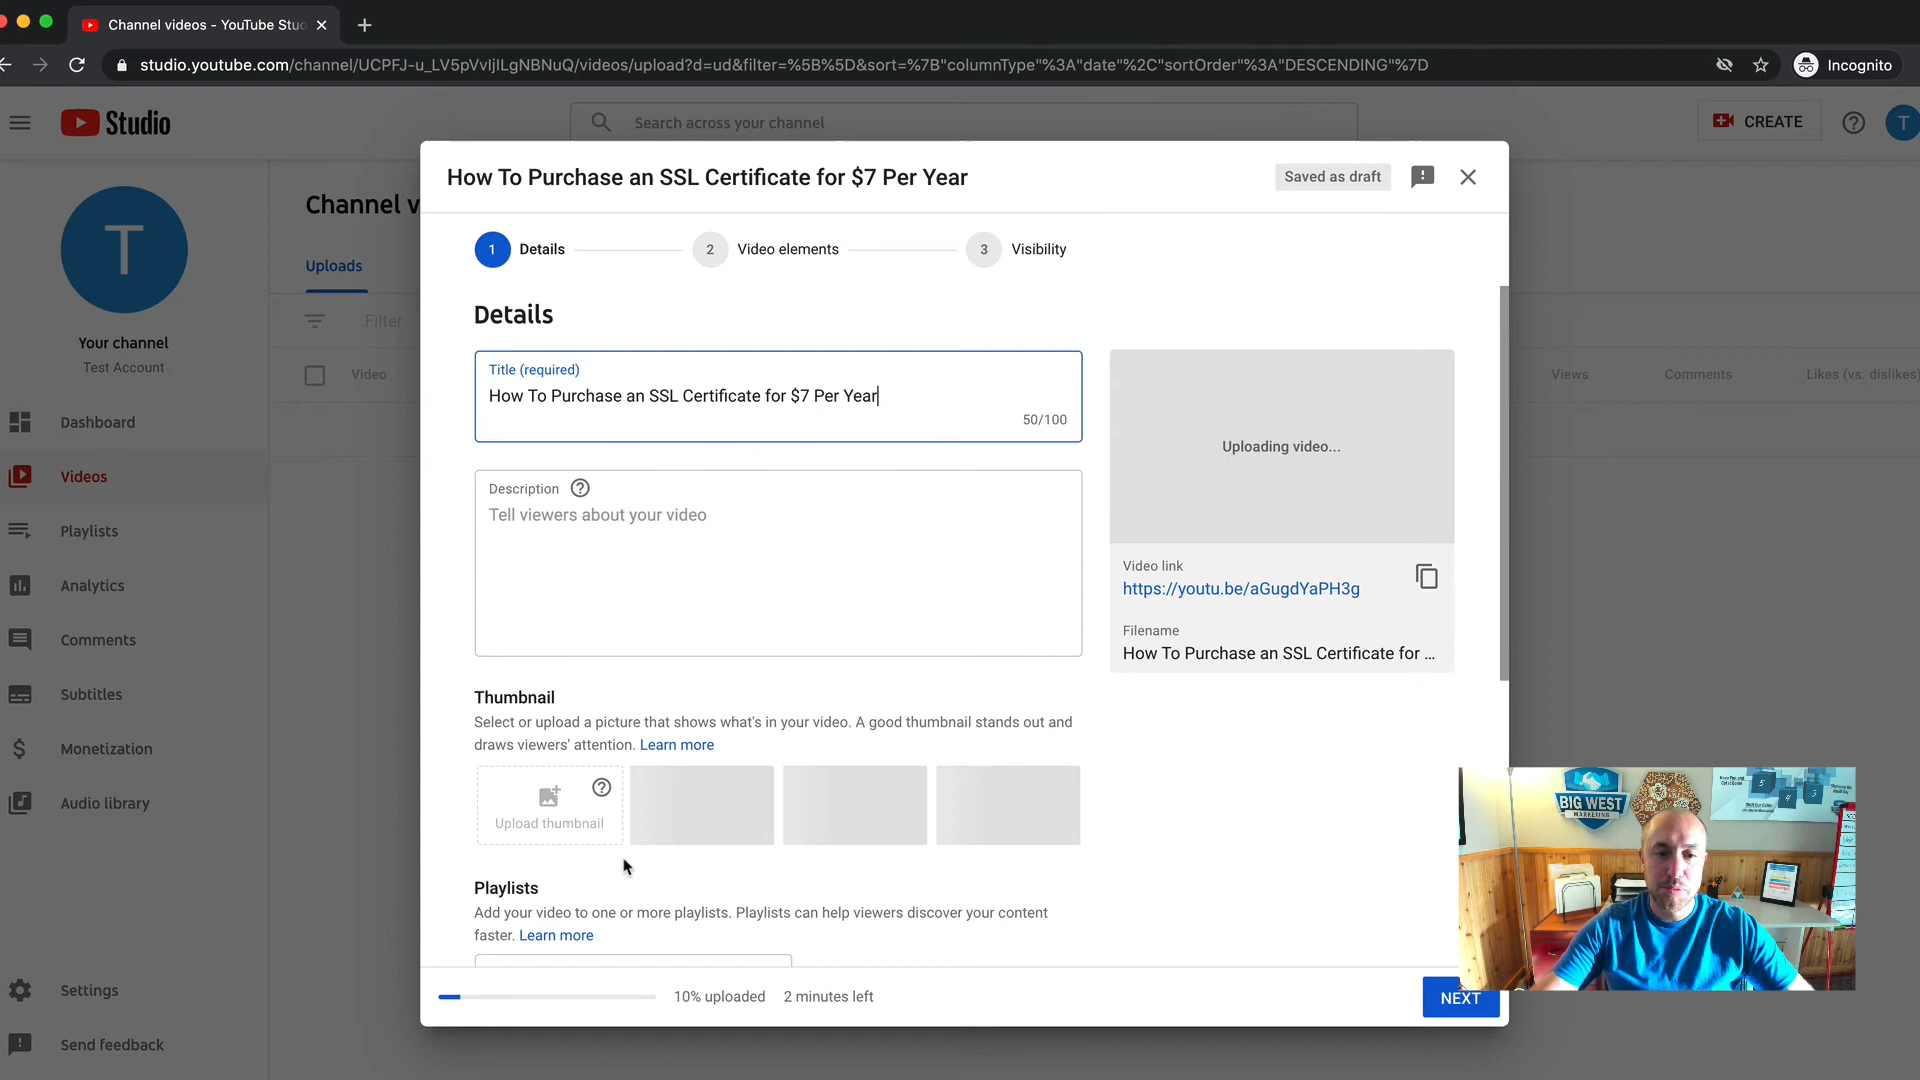 Channel videos - YouTube Stud
studio.youtube.com/channel/UCPFJ-u_LV5pVvljILgNBNuQ/videos/upload?d=ud&filter=%5B%5D&sort=%7B"columnType"%3A"date"%2C"sortOrder"%3A"DESCENDING"%7D
Incognito
Studio
Search across your channel
CREATE
T
How To Purchase an SSL Certificate for $7 Per Year
Saved as draft
T
Your channel
Test Account
Dashboard
Videos
Playlists
Analytics
Comments
Subtitles
Monetization
Audio library
Settings
Send feedback
Channel v
Uploads
Filter
Video
Views
Comments
Likes (vs. dislikes)
1 Details
2 Video elements
3 Visibility
Details
Title (required)
How To Purchase an SSL Certificate for $7 Per Year
50/100
Description
Tell viewers about your video
Uploading video...
Video link
https://youtu.be/aGugdYaPH3g
Filename
How To Purchase an SSL Certificate for ...
Thumbnail
Select or upload a picture that shows what's in your video. A good thumbnail stands out and
draws viewers' attention. Learn more
Upload thumbnail
Playlists
Add your video to one or more playlists. Playlists can help viewers discover your content
faster. Learn more
10% uploaded 2 minutes left
NEXT
BIG WEST
MARKETING
5
4
3